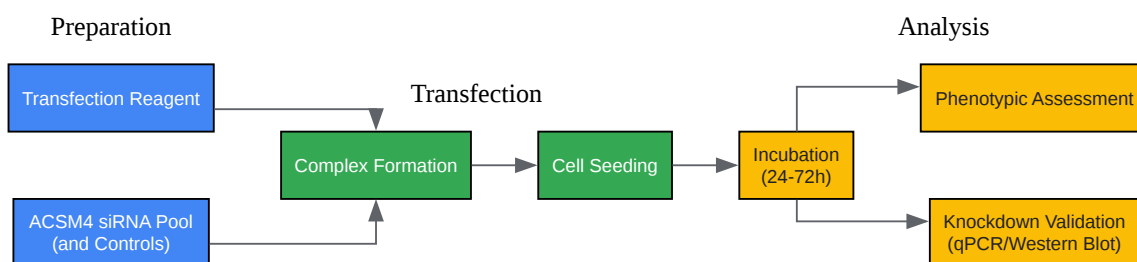 Preparation
Analysis
Transfection Reagent
Transfection
Phenotypic Assessment
Complex Formation
Cell Seeding
Incubation
(24-72h)
ACSM4 siRNA Pool
(and Controls)
Knockdown Validation
(qPCR/Western Blot)